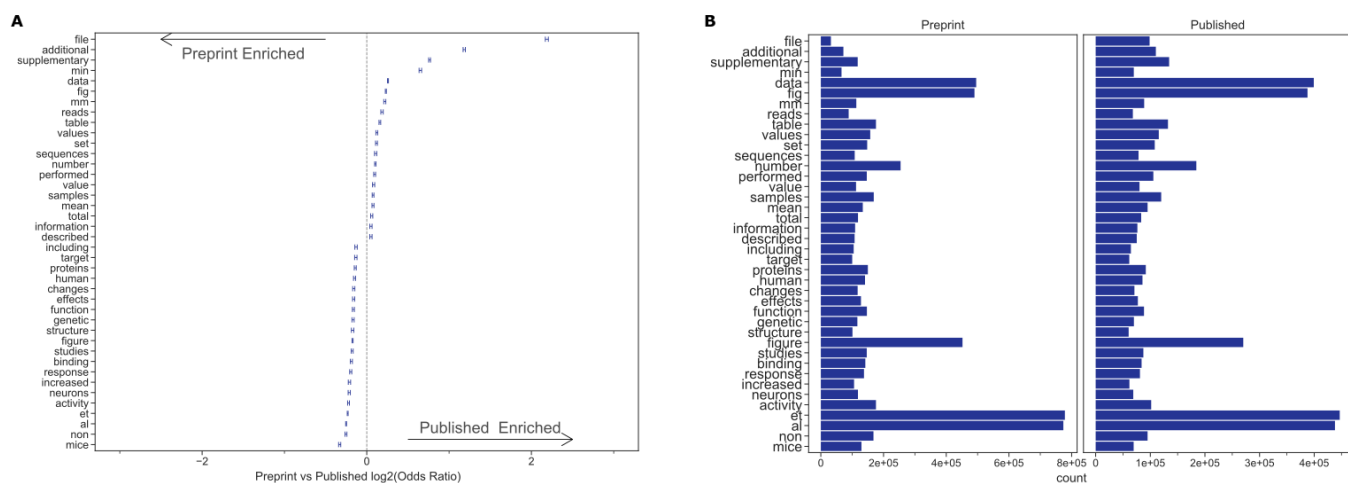 A
file
additional
supplementary
min
data
fig
mm
reads
table
values
set
sequences
number
performed
value
samples
mean
total
information
described
including
target
proteins
human
changes
effects
function
genetic
structure
figure
studies
binding
response
increased
neurons
activity
et
al
non
mice
Preprint Enriched
Published Enriched
−2 0 2
Preprint vs Published log2(Odds Ratio)
B
Preprint Published
file
additional
supplementary
min
data
fig
mm
reads
table
values
set
sequences
number
performed
value
samples
mean
total
information
described
including
target
proteins
human
changes
effects
function
genetic
structure
figure
studies
binding
response
increased
neurons
activity
et
al
non
mice
0 2e+05 4e+05 6e+05 8e+05 0 1e+05 2e+05 3e+05 4e+05
count